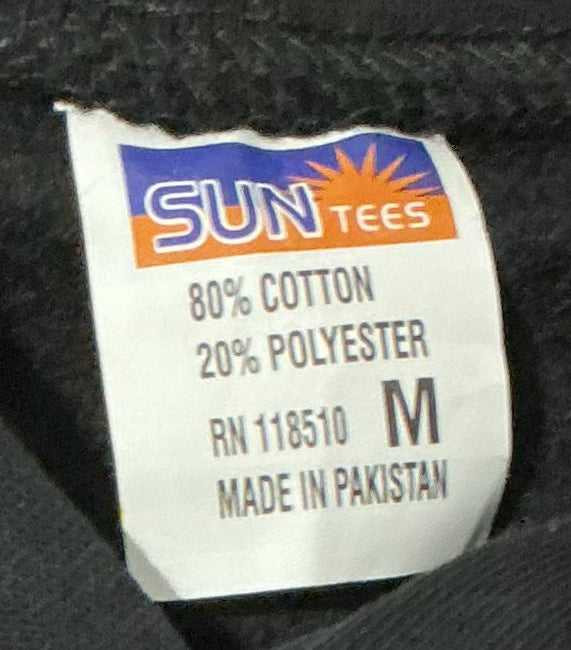 SUN TEES
80% COTTON
20% POLYESTER
RN 118510 M
MADE IN PAKISTAN